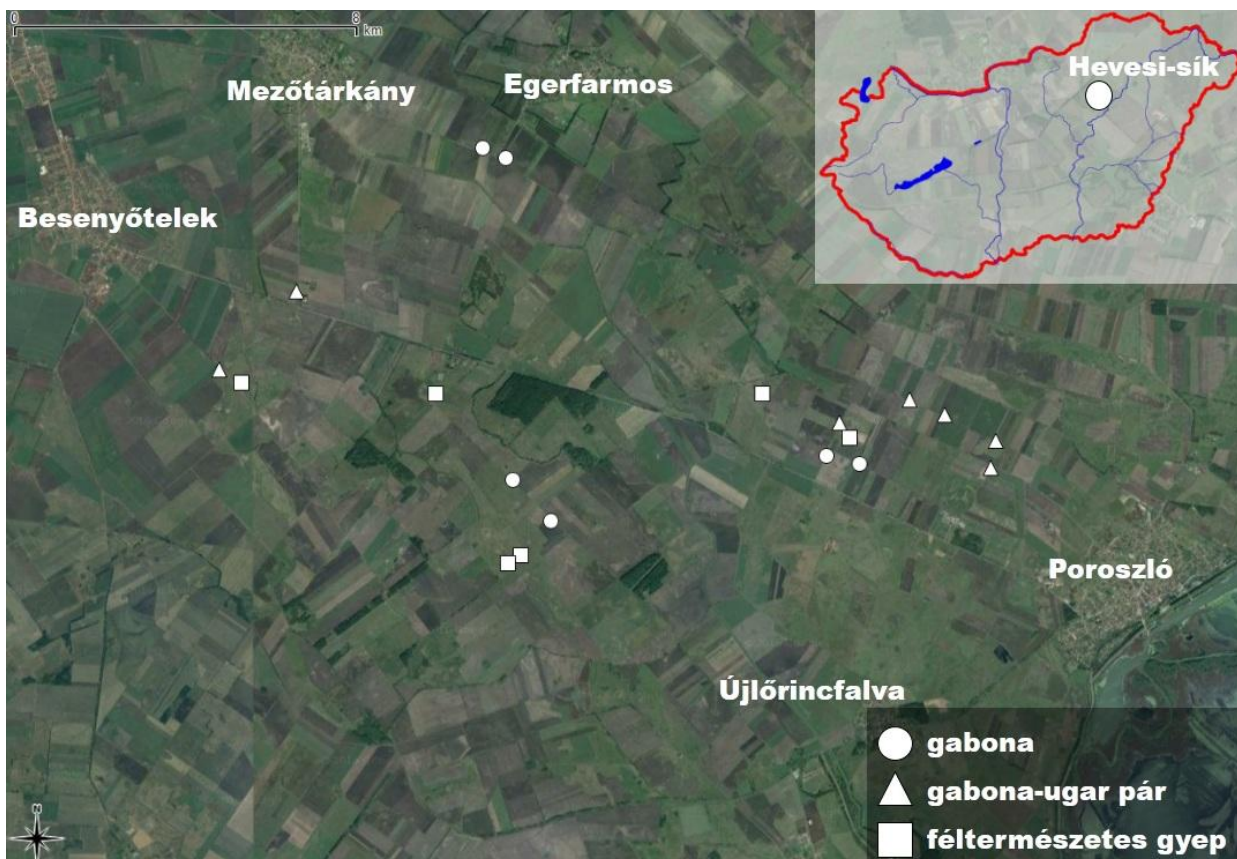 0 8
km
Mezőtárkány
Egerfarmos
Hevesi-sík
Besenyőtelek
Poroszló
Újlőrincfalva
gabona
gabona-ugar pár
féltermészetes gyep
N